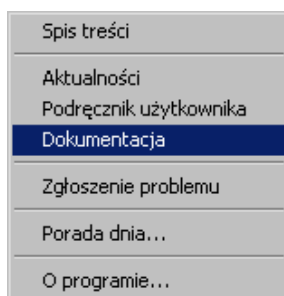 Spis treści
Aktualności
Podręcznik użytkownika
Dokumentacja
Zgłoszenie problemu
Porada dnia...
O programie...